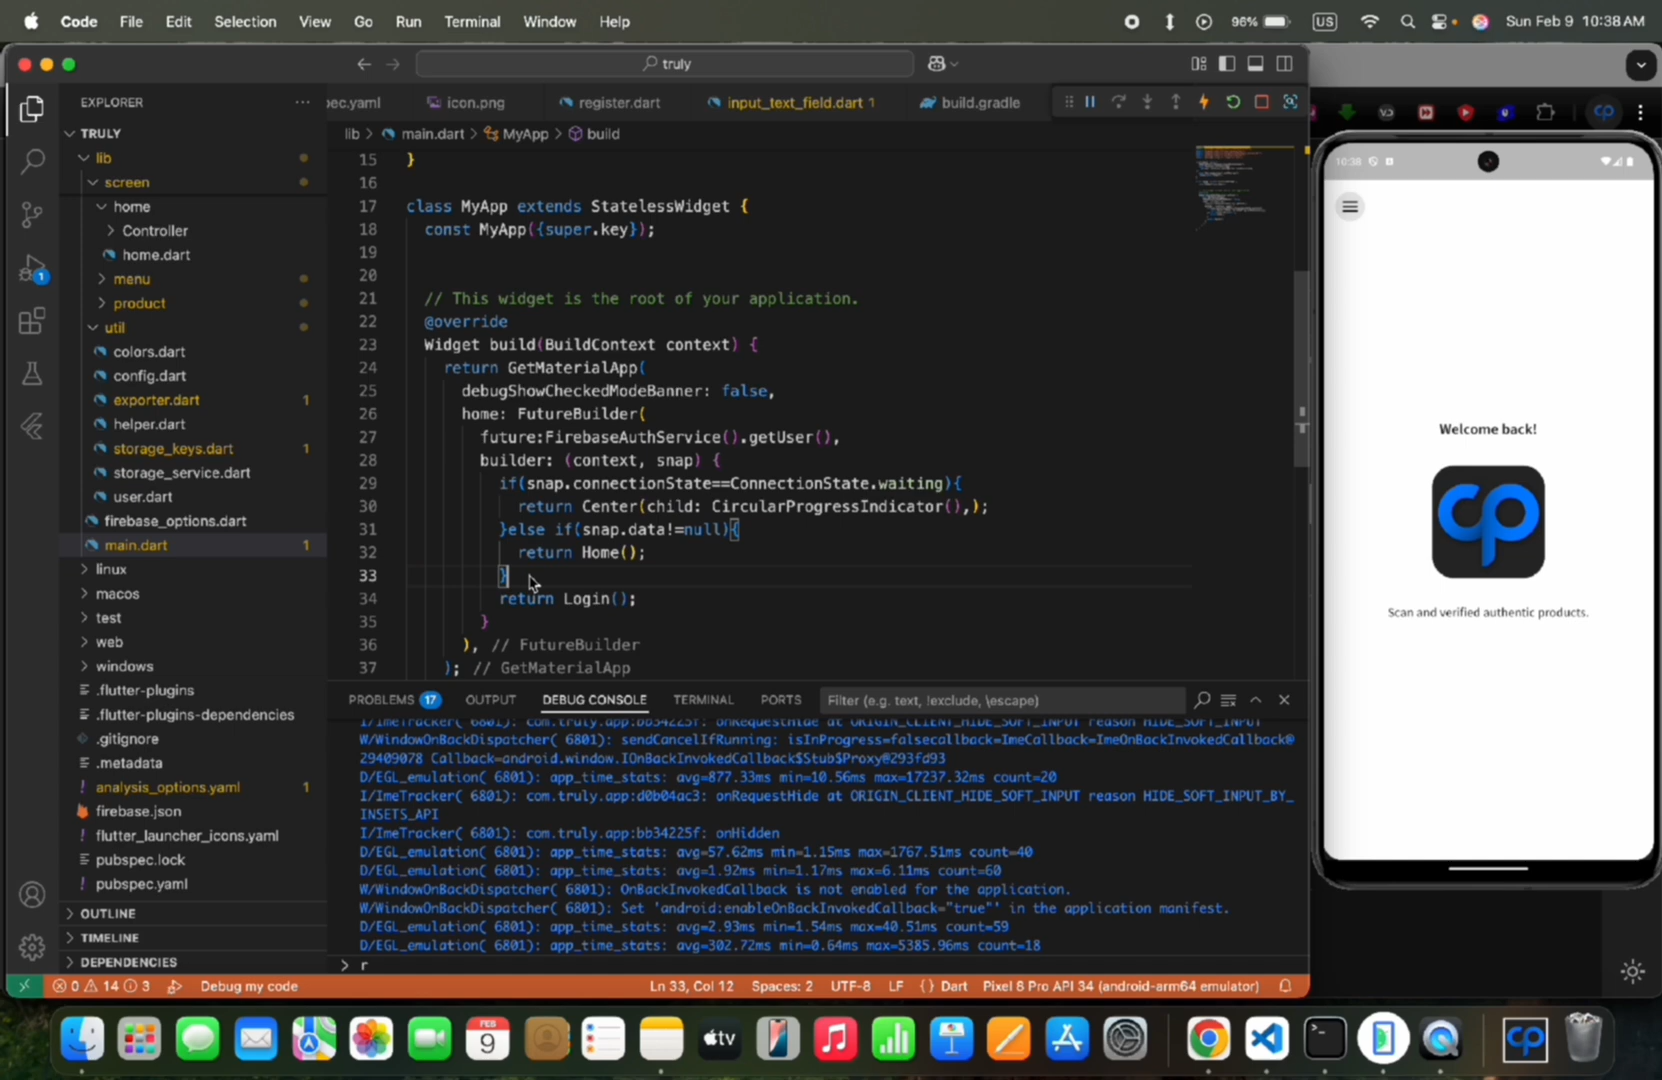 Code File Edit Selection View Go Run Terminal Window Help
96% US Sun Feb 9 10:38 AM
truly
EXPLORER
TRULY
lib
screen
home
Controller
home.dart
menu
product
util
colors.dart
config.dart
exporter.dart 1
helper.dart
storage_keys.dart 1
storage_service.dart
user.dart
firebase_options.dart
main.dart 1
linux
macos
test
web
windows
.flutter-plugins
.flutter-plugins-dependencies
.gitignore
.metadata
analysis_options.yaml 1
firebase.json
flutter_launcher_icons.yaml
pubspec.lock
pubspec.yaml
OUTLINE
TIMELINE
DEPENDENCIES
1
ec.yaml icon.png register.dart input_text_field.dart 1 build.gradle
lib > main.dart > MyApp > build
15 }
16
17 class MyApp extends StatelessWidget {
18 const MyApp({super.key});
19
20
21 // This widget is the root of your application.
22 @override
23 Widget build(BuildContext context) {
24 return GetMaterialApp(
25 debugShowCheckedModeBanner: false,
26 home: FutureBuilder(
27 future:FirebaseAuthService().getUser(),
28 builder: (context, snap) {
29 if(snap.connectionState==ConnectionState.waiting){
30 return Center(child: CircularProgressIndicator(),);
31 }else if(snap.data!=null){
32 return Home();
33 }
34 return Login();
35 }
36 ), // FutureBuilder
37 ); // GetMaterialApp
PROBLEMS 17 OUTPUT DEBUG CONSOLE TERMINAL PORTS Filter (e.g. text, !exclude, \escape)
I/ImeTracker( 6801): com.truly.app:bb34225f: onRequestHide at ORIGIN_CLIENT_HIDE_SOFT_INPUT reason HIDE_SOFT_INPUT
W/WindowOnBackDispatcher( 6801): sendCancelIfRunning: isInProgress=falsecallback=ImeCallback=ImeOnBackInvokedCallback@
29409078 Callback=android.window.IOnBackInvokedCallback$Stub$Proxy@293fd93
D/EGL_emulation( 6801): app_time_stats: avg=877.33ms min=10.56ms max=17237.32ms count=20
I/ImeTracker( 6801): com.truly.app:d0b04ac3: onRequestHide at ORIGIN_CLIENT_HIDE_SOFT_INPUT reason HIDE_SOFT_INPUT_BY_
INSETS_API
I/ImeTracker( 6801): com.truly.app:bb34225f: onHidden
D/EGL_emulation( 6801): app_time_stats: avg=57.62ms min=1.15ms max=1767.51ms count=40
D/EGL_emulation( 6801): app_time_stats: avg=1.92ms min=1.17ms max=6.11ms count=60
W/WindowOnBackDispatcher( 6801): OnBackInvokedCallback is not enabled for the application.
W/WindowOnBackDispatcher( 6801): Set 'android:enableOnBackInvokedCallback="true"' in the application manifest.
D/EGL_emulation( 6801): app_time_stats: avg=2.93ms min=1.54ms max=40.51ms count=59
D/EGL_emulation( 6801): app_time_stats: avg=302.72ms min=0.64ms max=5385.96ms count=18
> r
0 14 3 Debug my code Ln 33, Col 12 Spaces: 2 UTF-8 LF {} Dart Pixel 8 Pro API 34 (android-arm64 emulator)
10:38
Welcome back!
cp
Scan and verified authentic products.
FEB
9
tv
cp